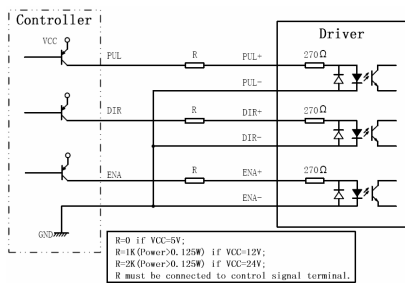 Controller
Driver
VCC
PUL R PUL+ 270Ω
PUL-
DIR R DIR+ 270Ω
DIR-
ENA R ENA+ 270Ω
ENA-
GND
R=0 if VCC=5V;
R=1K(Power>0.125W) if VCC=12V;
R=2K(Power>0.125W) if VCC=24V;
R must be connected to control signal terminal.